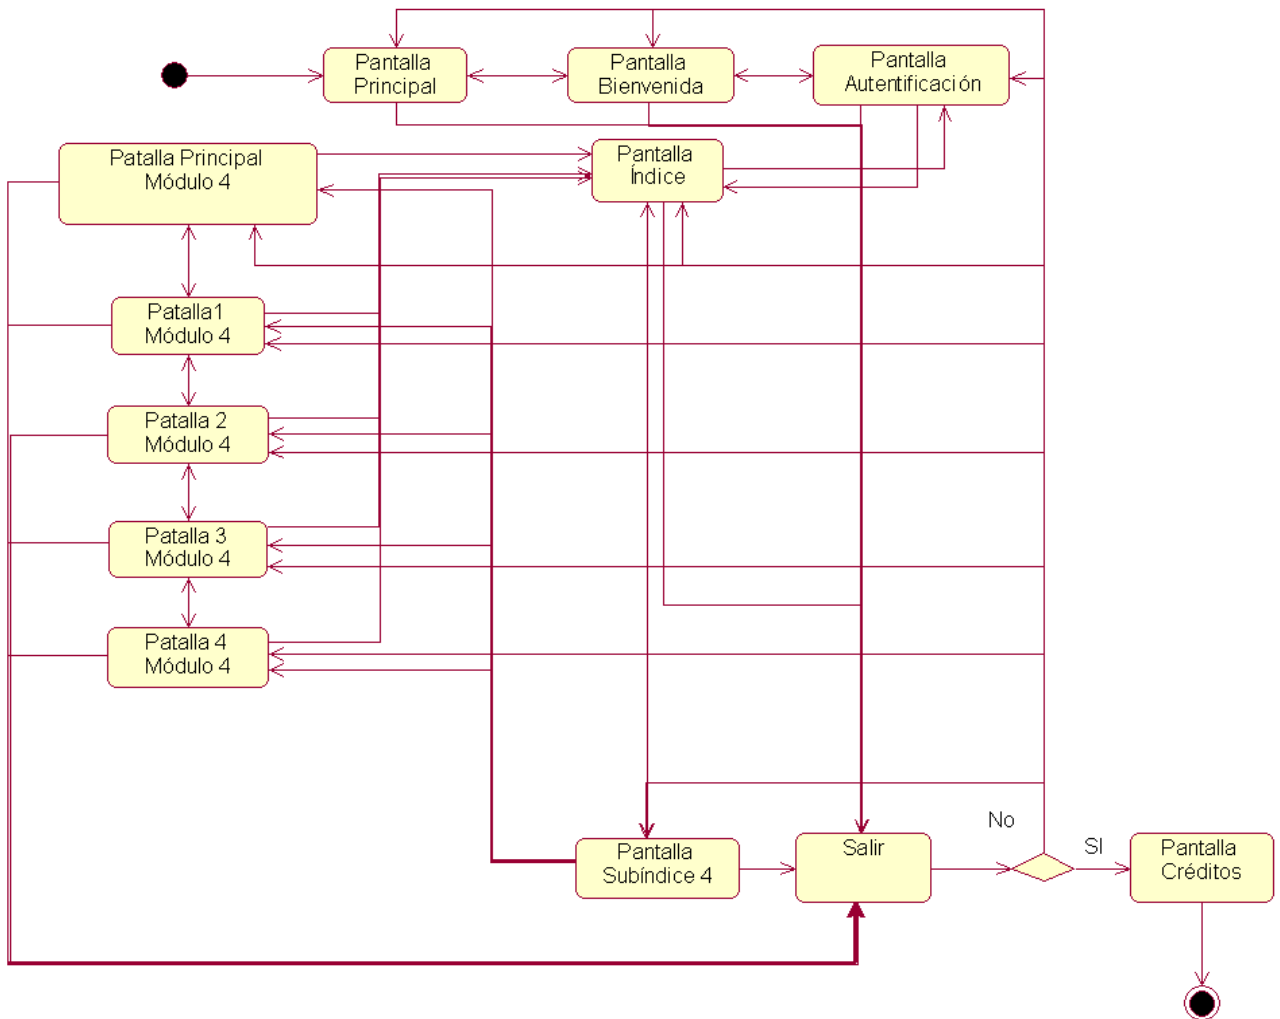 Pantalla
Principal
Pantalla
Bienvenida
Pantalla
Autentificación
Patalla Principal
Módulo 4
Pantalla
Índice
Patalla1
Módulo 4
Patalla 2
Módulo 4
Patalla 3
Módulo 4
Patalla 4
Módulo 4
Pantalla
Subíndice 4
Salir
No
SI
Pantalla
Créditos